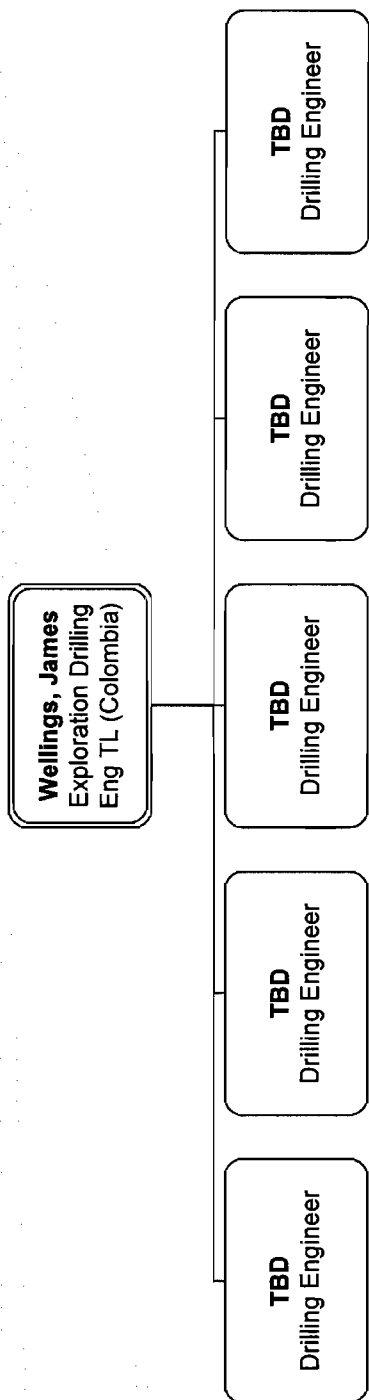 Wellings, James
Exploration Drilling
Eng TL (Colombia)
TBD
Drilling Engineer
TBD
Drilling Engineer
TBD
Drilling Engineer
TBD
Drilling Engineer
TBD
Drilling Engineer